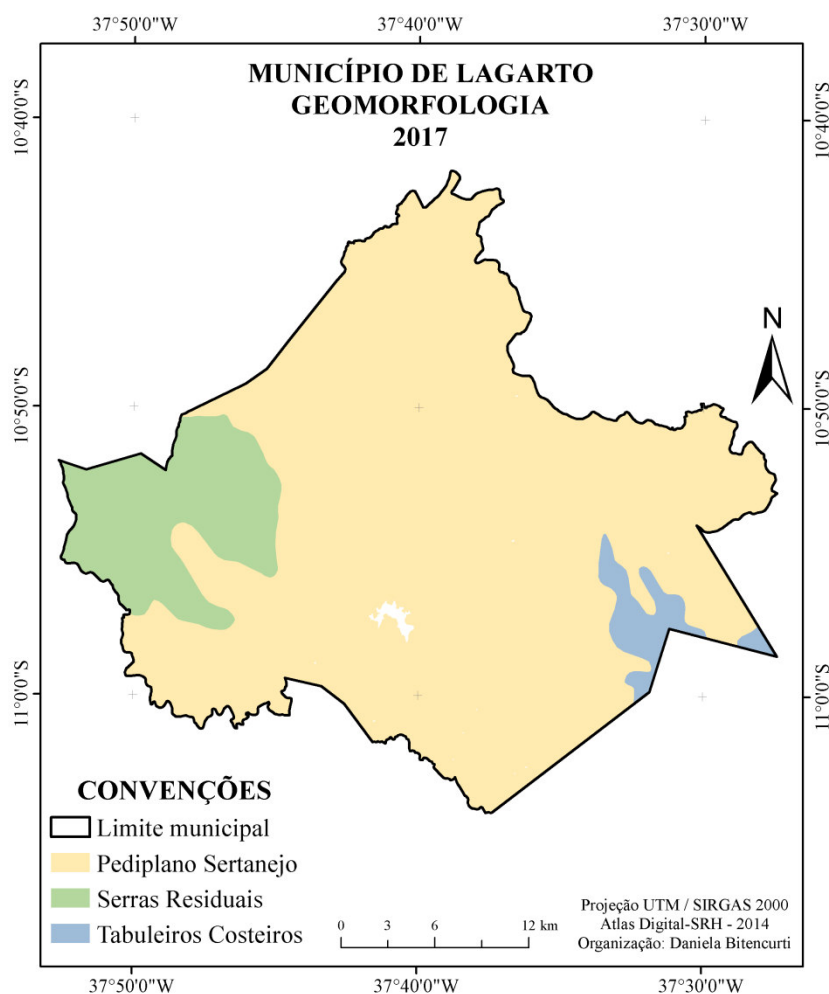 37°50'0"W 37°40'0"W 37°30'0"W
MUNICÍPIO DE LAGARTO
GEOMORFOLOGIA
2017
10°40'0"S 10°40'0"S
N
10°50'0"S 10°50'0"S
11°0'0"S 11°0'0"S
CONVENÇÕES
Limite municipal
Pediplano Sertanejo
Serras Residuais
Tabuleiros Costeiros
0 3 6 12 km
Projeção UTM / SIRGAS 2000
Atlas Digital-SRH - 2014
Organização: Daniela Bitencurti
37°50'0"W 37°40'0"W 37°30'0"W